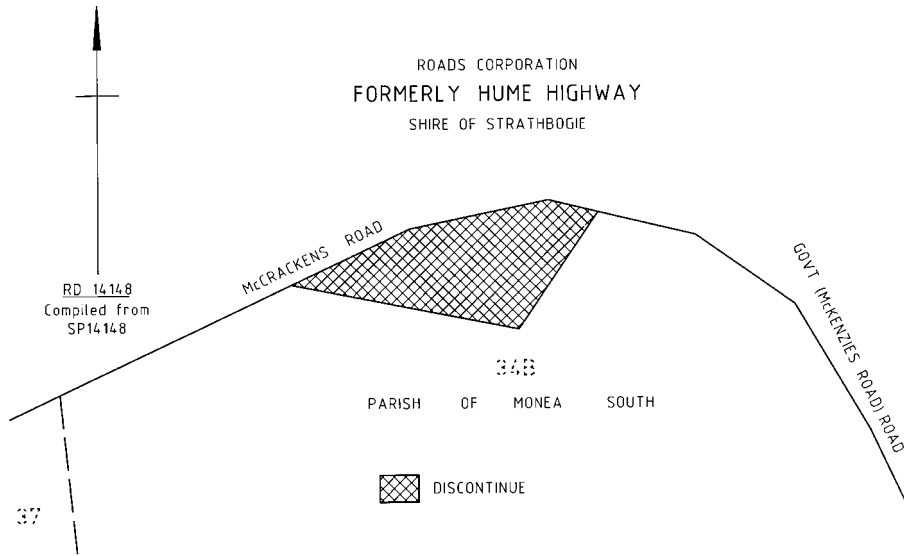 ROADS CORPORATION
FORMERLY HUME HIGHWAY
SHIRE OF STRATHBOGIE
McCRACKENS ROAD
GOVT (McKENZIES ROAD) ROAD
RD 14148
Compiled from
SP14148
34B
PARISH OF MONEA SOUTH
DISCONTINUE
37